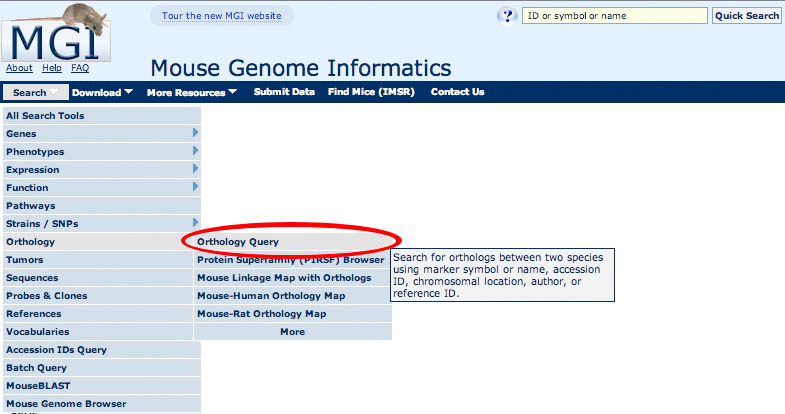 Tour the new MGI website
ID or symbol or name
Quick Search
?
MGI
About Help FAQ
Mouse Genome Informatics
Search Download More Resources Submit Data Find Mice (IMSR) Contact Us
All Search Tools
Genes
Phenotypes
Expression
Function
Pathways
Strains / SNPs
Orthology
Tumors
Sequences
Probes & Clones
References
Vocabularies
Accession IDs Query
Batch Query
MouseBLAST
Mouse Genome Browser
Orthology Query
Protein Superfamily (PIRSF) Browser
Mouse Linkage Map with Orthologs
Mouse-Human Orthology Map
Mouse-Rat Orthology Map
More
Search for orthologs between two species
using marker symbol or name, accession
ID, chromosomal location, author, or
reference ID.